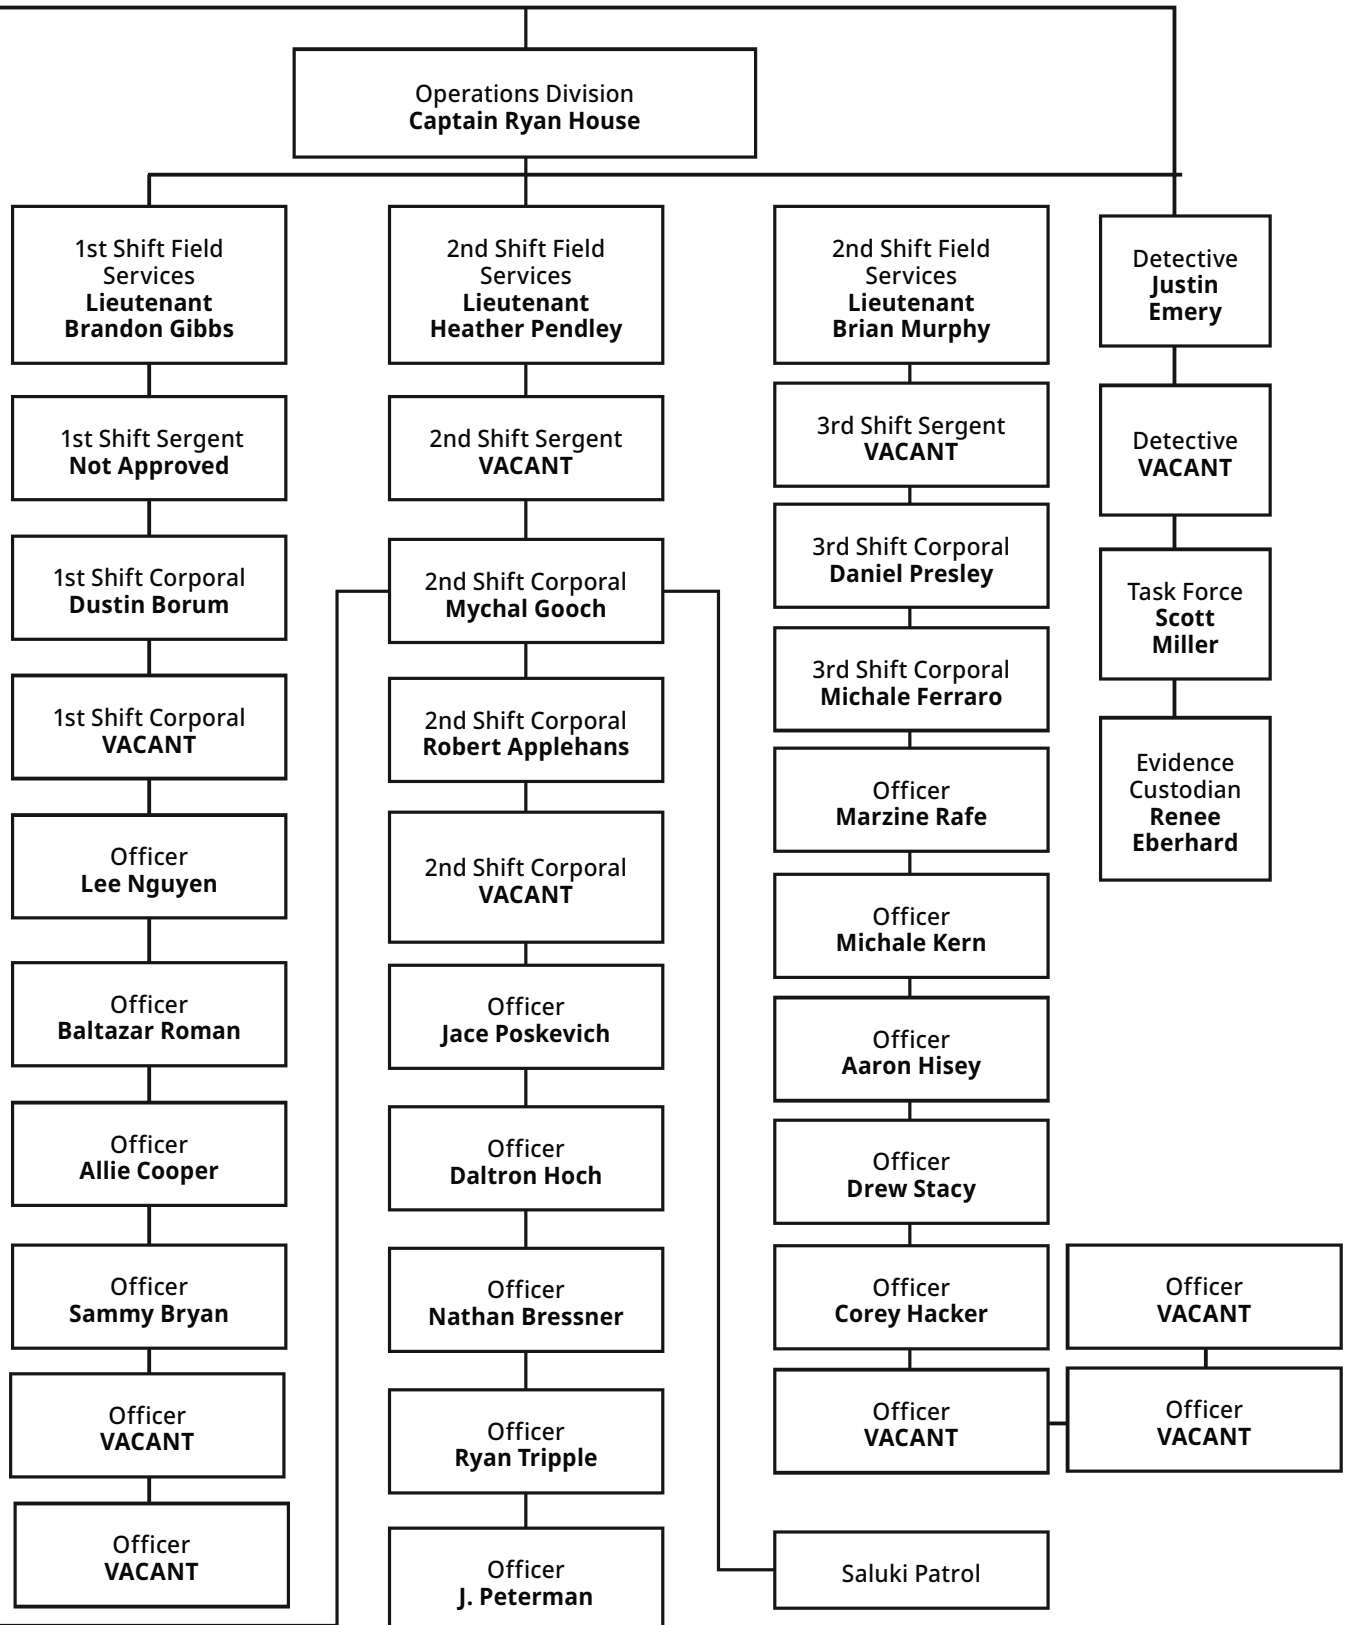 Operations Division
Captain Ryan House
1st Shift Field
Services
Lieutenant
Brandon Gibbs
1st Shift Sergent
Not Approved
1st Shift Corporal
Dustin Borum
1st Shift Corporal
VACANT
Officer
Lee Nguyen
Officer
Baltazar Roman
Officer
Allie Cooper
Officer
Sammy Bryan
Officer
VACANT
Officer
VACANT
2nd Shift Field
Services
Lieutenant
Heather Pendley
2nd Shift Sergent
VACANT
2nd Shift Corporal
Mychal Gooch
2nd Shift Corporal
Robert Applehans
2nd Shift Corporal
VACANT
Officer
Jace Poskevich
Officer
Daltron Hoch
Officer
Nathan Bressner
Officer
Ryan Tripple
Officer
J. Peterman
2nd Shift Field
Services
Lieutenant
Brian Murphy
3rd Shift Sergent
VACANT
3rd Shift Corporal
Daniel Presley
3rd Shift Corporal
Michale Ferraro
Officer
Marzine Rafe
Officer
Michale Kern
Officer
Aaron Hisey
Officer
Drew Stacy
Officer
Corey Hacker
Officer
VACANT
Officer
VACANT
Officer
VACANT
Saluki Patrol
Detective
Justin
Emery
Detective
VACANT
Task Force
Scott
Miller
Evidence
Custodian
Renee
Eberhard